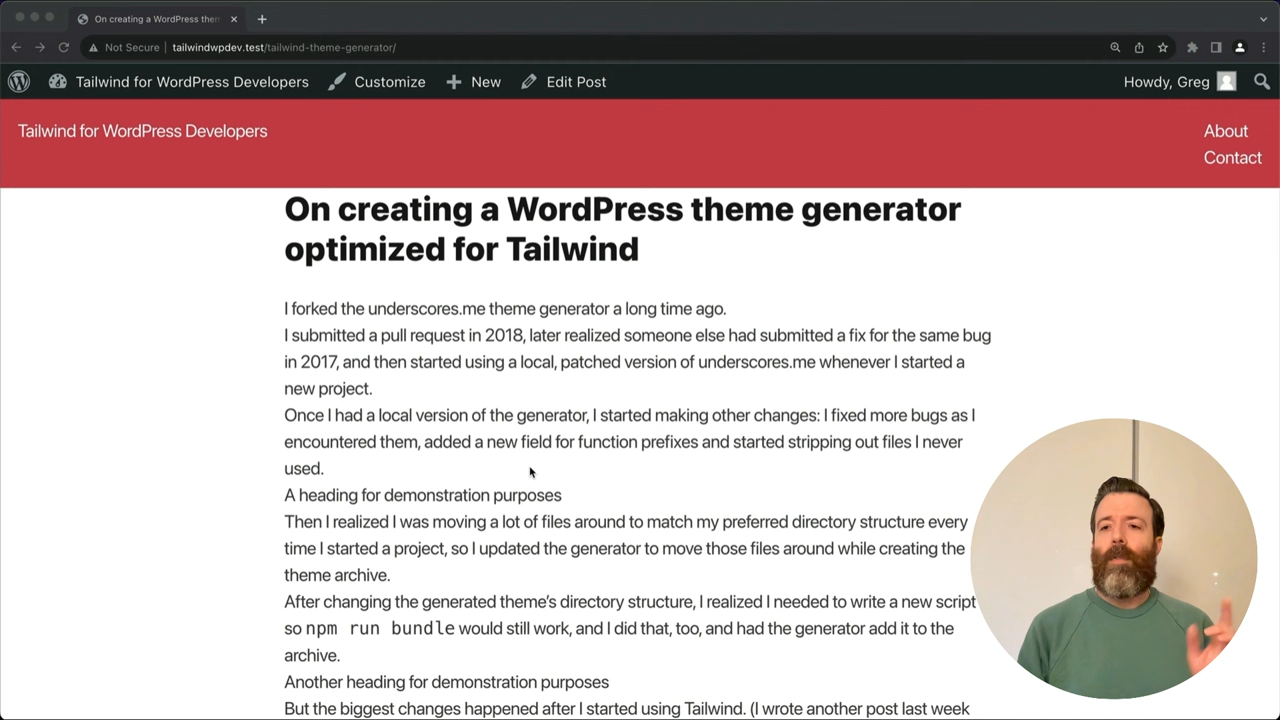 On creating a WordPress them
Not Secure
tailwindwpdev.test/tailwind-theme-generator/
Tailwind for WordPress Developers
Customize
New
Edit Post
Howdy, Greg
Tailwind for WordPress Developers
About
Contact
On creating a WordPress theme generator
optimized for Tailwind
I forked the underscores.me theme generator a long time ago.
I submitted a pull request in 2018, later realized someone else had submitted a fix for the same bug
in 2017, and then started using a local, patched version of underscores.me whenever I started a
new project.
Once I had a local version of the generator, I started making other changes: I fixed more bugs as I
encountered them, added a new field for function prefixes and started stripping out files I never
used.
A heading for demonstration purposes
Then I realized I was moving a lot of files around to match my preferred directory structure every
time I started a project, so I updated the generator to move those files around while creating the
theme archive.
After changing the generated theme’s directory structure, I realized I needed to write a new script
so npm run bundle would still work, and I did that, too, and had the generator add it to the
archive.
Another heading for demonstration purposes
But the biggest changes happened after I started using Tailwind. (I wrote another post last week